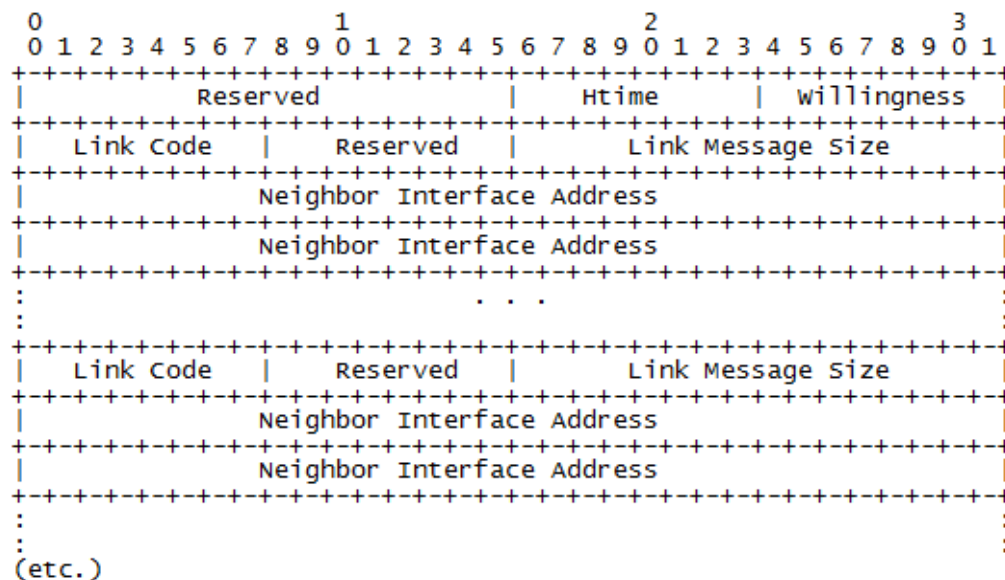 0                   1                   2                   3
 0 1 2 3 4 5 6 7 8 9 0 1 2 3 4 5 6 7 8 9 0 1 2 3 4 5 6 7 8 9 0 1
+-+-+-+-+-+-+-+-+-+-+-+-+-+-+-+-+-+-+-+-+-+-+-+-+-+-+-+-+-+-+-+-
|           Reserved            |     Htime     |  Willingness  |
+-+-+-+-+-+-+-+-+-+-+-+-+-+-+-+-+-+-+-+-+-+-+-+-+-+-+-+-+-+-+-+-
|   Link Code   |    Reserved   |       Link Message Size       |
+-+-+-+-+-+-+-+-+-+-+-+-+-+-+-+-+-+-+-+-+-+-+-+-+-+-+-+-+-+-+-+-
|               Neighbor Interface Address                      |
+-+-+-+-+-+-+-+-+-+-+-+-+-+-+-+-+-+-+-+-+-+-+-+-+-+-+-+-+-+-+-+-
|               Neighbor Interface Address                      |
+-+-+-+-+-+-+-+-+-+-+-+-+-+-+-+-+-+-+-+-+-+-+-+-+-+-+-+-+-+-+-+-
:                             . . .                             :
:                                                               :
+-+-+-+-+-+-+-+-+-+-+-+-+-+-+-+-+-+-+-+-+-+-+-+-+-+-+-+-+-+-+-+-
|   Link Code   |    Reserved   |       Link Message Size       |
+-+-+-+-+-+-+-+-+-+-+-+-+-+-+-+-+-+-+-+-+-+-+-+-+-+-+-+-+-+-+-+-
|               Neighbor Interface Address                      |
+-+-+-+-+-+-+-+-+-+-+-+-+-+-+-+-+-+-+-+-+-+-+-+-+-+-+-+-+-+-+-+-
|               Neighbor Interface Address                      |
+-+-+-+-+-+-+-+-+-+-+-+-+-+-+-+-+-+-+-+-+-+-+-+-+-+-+-+-+-+-+-+-
:                                                               :
:                                                               :
(etc.)